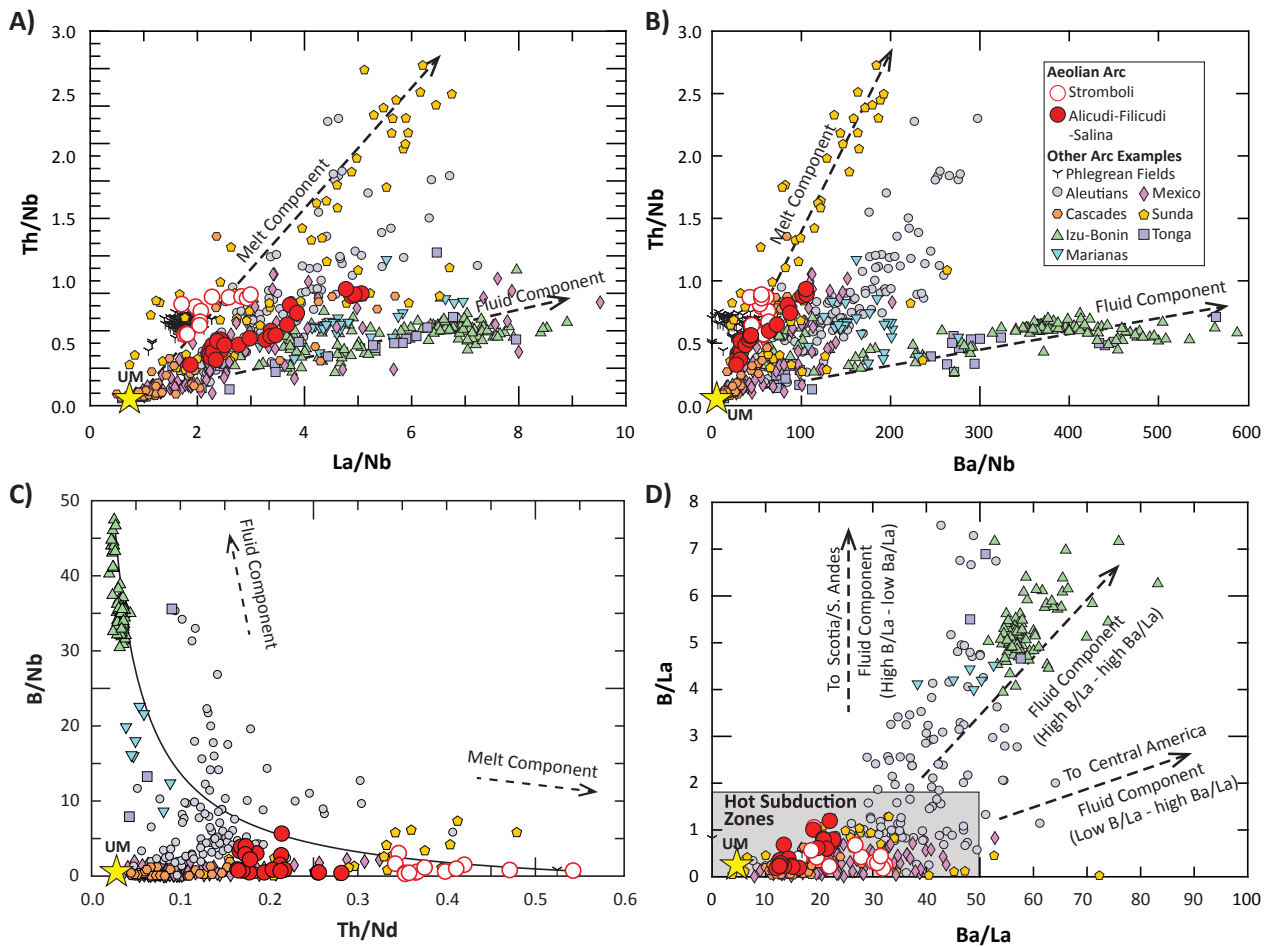 A)
3.0
2.5
2.0
1.5
1.0
0.5
0.0
Th/Nb
Melt Component
Fluid Component
UM
0
2
4
6
8
10
La/Nb
B)
3.0
2.5
2.0
1.5
1.0
0.5
0.0
Th/Nb
Melt Component
Fluid Component
UM
0
100
200
300
400
500
600
Ba/Nb
Aeolian Arc
Stromboli
Alicudi-Filicudi
-Salina
Other Arc Examples
Phlegrean Fields
Aleutians
Mexico
Cascades
Sunda
Izu-Bonin
Tonga
Marianas
C)
50
40
30
20
10
0
B/Nb
Fluid Component
Melt Component
UM
0.0
0.1
0.2
0.3
0.4
0.5
0.6
Th/Nd
D)
8
7
6
5
4
3
2
1
0
B/La
To Scotia/S. Andes
Fluid Component
(High B/La - low Ba/La)
Fluid Component
(High B/La - high Ba/La)
To Central America
Fluid Component
(Low B/La - high Ba/La)
Hot Subduction
Zones
UM
0
10
20
30
40
50
60
70
80
90
100
Ba/La